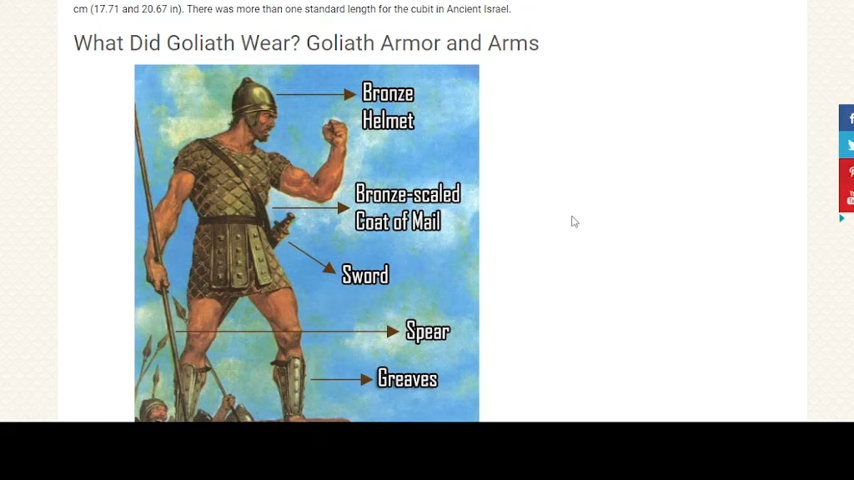 cm (17.71 and 20.67 in). There was more than one standard length for the cubit in Ancient Israel.
What Did Goliath Wear? Goliath Armor and Arms
Bronze
Helmet
Bronze-scaled
Coat of Mail
Sword
Spear
Greaves